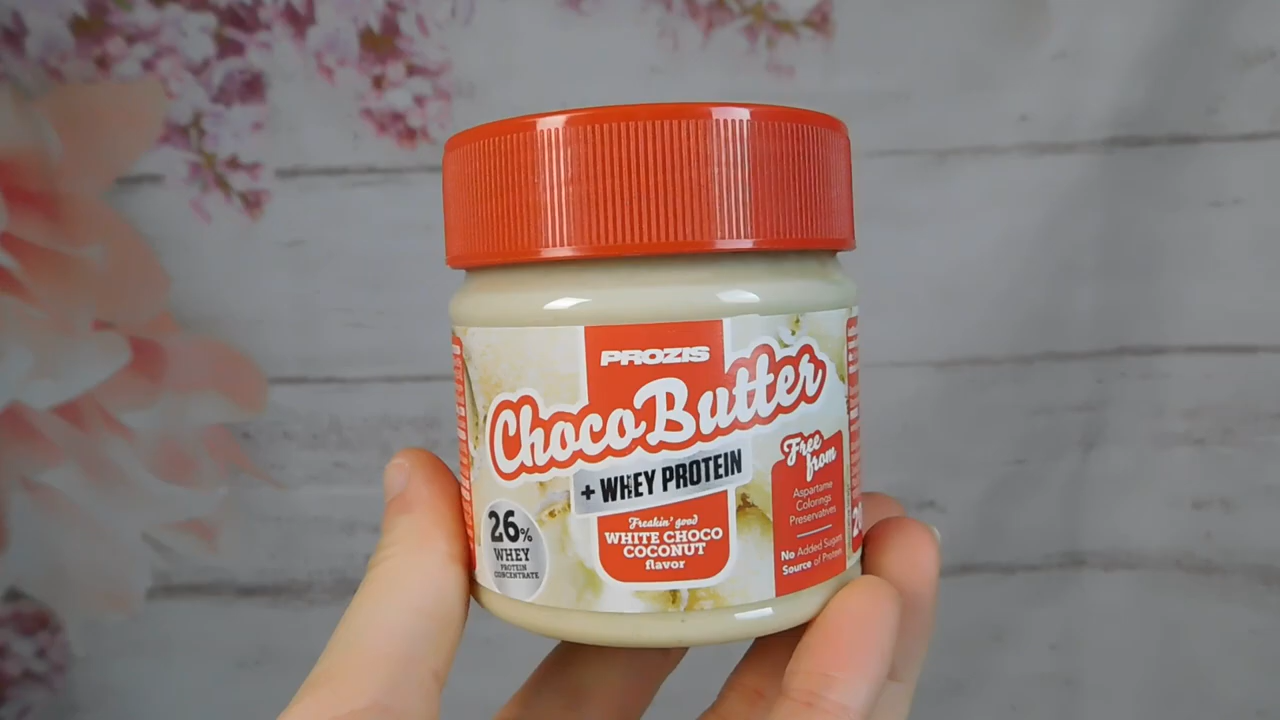 PROZIS
ChocoButter
+ WHEY PROTEIN
Freakin' good
WHITE CHOCO
COCONUT
flavor
26%
WHEY
PROTEIN
CONCENTRATE
Free
from
Aspartame
Colorings
Preservatives
No Added Sugars
Source of Protein